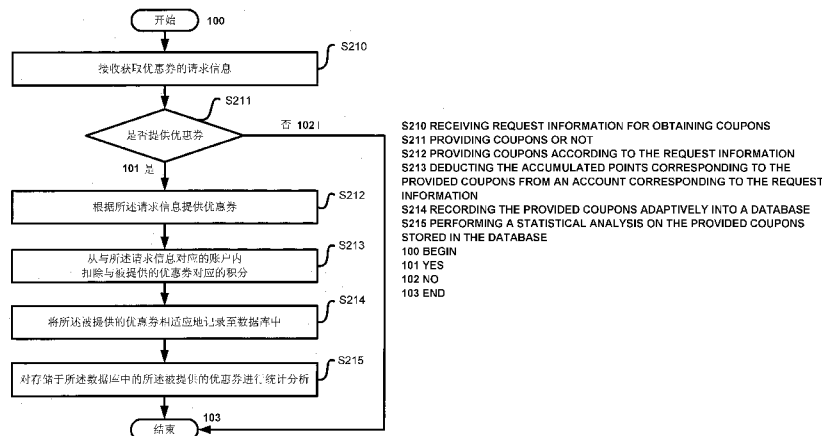 开始 100
S210
接收获取优惠券的请求信息
S211
是否提供优惠券
否 102
101 是
S212
根据所述请求信息提供优惠券
S213
从与所述请求信息对应的账户内
扣除与被提供的优惠券对应的积分
S214
将所述被提供的优惠券相适应地记录至数据库中
S215
对存储于所述数据库中的所述被提供的优惠券进行统计分析
103
结束
S210 RECEIVING REQUEST INFORMATION FOR OBTAINING COUPONS
S211 PROVIDING COUPONS OR NOT
S212 PROVIDING COUPONS ACCORDING TO THE REQUEST INFORMATION
S213 DEDUCTING THE ACCUMULATED POINTS CORRESPONDING TO THE
PROVIDED COUPONS FROM AN ACCOUNT CORRESPONDING TO THE REQUEST
INFORMATION
S214 RECORDING THE PROVIDED COUPONS ADAPTIVELY INTO A DATABASE
S215 PERFORMING A STATISTICAL ANALYSIS ON THE PROVIDED COUPONS
STORED IN THE DATABASE
100 BEGIN
101 YES
102 NO
103 END